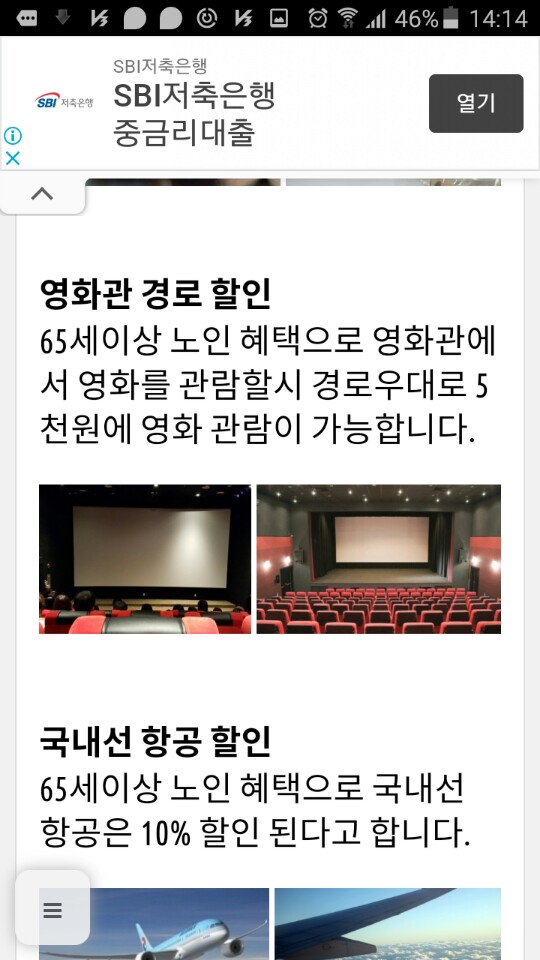 46% 14:14
SBI저축은행
SBI 저축은행
SBI저축은행
중금리대출
열기
영화관 경로 할인
65세이상 노인 혜택으로 영화관에
서 영화를 관람할시 경로우대로 5
천원에 영화 관람이 가능합니다.
국내선 항공 할인
65세이상 노인 혜택으로 국내선
항공은 10% 할인 된다고 합니다.